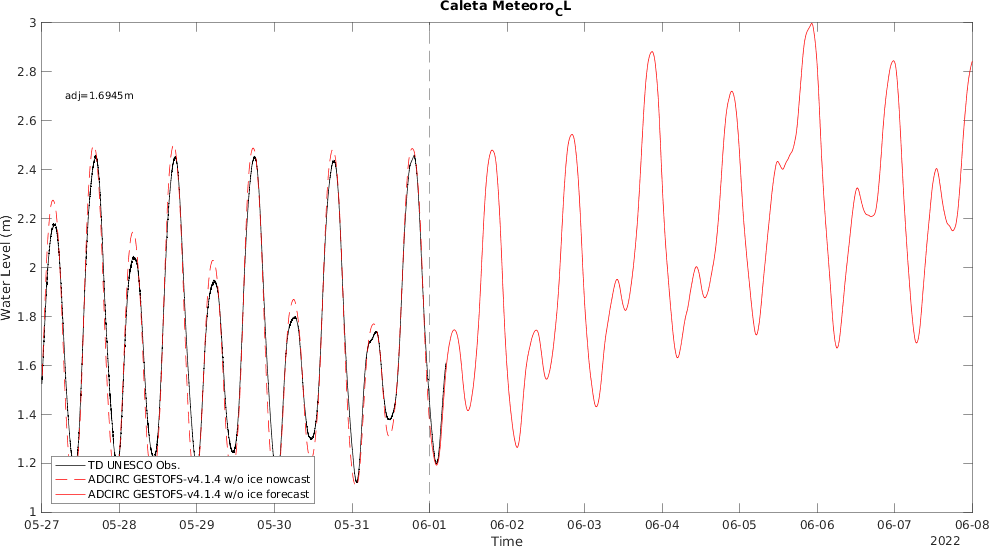 Caleta Meteoro_CL
3
2.8
adj=1.6945m
2.6
2.4
2.2
2
1.8
1.6
1.4
1.2
1
Water Level (m)
TD UNESCO Obs.
ADCIRC GESTOFS-v4.1.4 w/o ice nowcast
ADCIRC GESTOFS-v4.1.4 w/o ice forecast
05-27 05-28 05-29 05-30 05-31 06-01 06-02 06-03 06-04 06-05 06-06 06-07 06-08
Time
2022